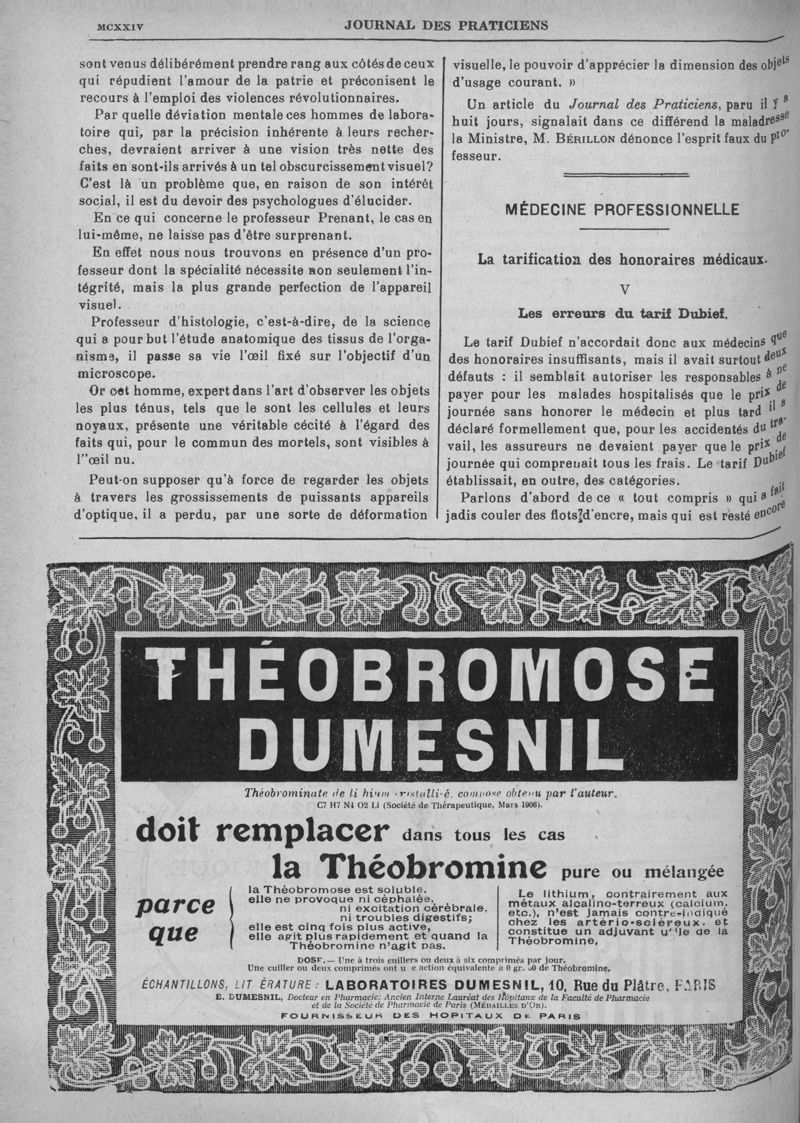 MCXXIV
JOURNAL DES PRATICIENS
sont venus délibérément prendre rang aux côtés de ceux
qui répudient l'amour de la patrie et préconisent le
recours à l'emploi des violences révolutionnaires.
Par quelle déviation mentale ces hommes de labora-
toire qui, par la précision inhérente à leurs recher-
ches, devraient arriver à une vision très nette des
faits en sont-ils arrivés à un tel obscurcissement visuel?
C'est là un problème que, en raison de son intérêt
social, il est du devoir des psychologues d'élucider.
En ce qui concerne le professeur Prenant, le cas en
lui-même, ne laisse pas d'être surprenant.
En effet nous nous trouvons en présence d'un pro-
fesseur dont la spécialité nécessite non seulement l'in-
tégrité, mais la plus grande perfection de l'appareil
visuel.
Professeur d'histologie, c'est-à-dire, de la science
qui a pour but l'étude anatomique des tissus de l'orga-
nisme, il passe sa vie l'œil fixé sur l'objectif d'un
microscope.
Or cet homme, expert dans l'art d'observer les objets
les plus ténus, tels que le sont les cellules et leurs
noyaux, présente une véritable cécité à l'égard des
faits qui, pour le commun des mortels, sont visibles à
l''œil nu.
Peut-on supposer qu'à force de regarder les objets
à travers les grossissements de puissants appareils
d'optique, il a perdu, par une sorte de déformation
visuelle, le pouvoir d'apprécier la dimension des objets
d'usage courant. »
Un article du Journal des Praticiens, paru il y a
huit jours, signalait dans ce différend la maladresse
la Ministre, M. BÉRILLON dénonce l'esprit faux du pro-
fesseur.
MÉDECINE PROFESSIONNELLE
La tarification des honoraires médicaux.
V
Les erreurs du tarif Dubief.
Le tarif Dubief n'accordait donc aux médecins que
des honoraires insuffisants, mais il avait surtout deux
défauts : il semblait autoriser les responsables à ne
payer pour les malades hospitalisés que le prix de
journée sans honorer le médecin et plus tard il a
déclaré formellement que, pour les accidentés du tra-
vail, les assureurs ne devaient payer que le prix de
journée qui comprenait tous les frais. Le tarif Dubief
établissait, en outre, des catégories.
Parlons d'abord de ce « tout compris » qui a fait
jadis couler des flots d'encre, mais qui est resté encore
THÉOBROMOSE
DUMESNIL
Théobrominate de lithium cristallisé, composé obtenu par l'auteur.
C7 H7 N4 O2 Li (Société de Thérapeutique, Mars 1906).
doit remplacer dans tous les cas
la Théobromine pure ou mélangée
parce
que
la Théobromose est soluble.
elle ne provoque ni céphalée,
ni excitation cérébrale,
ni troubles digestifs;
elle est cinq fois plus active,
elle agit plus rapidement et quand la
Théobromine n'agit pas.
Le lithium, contrairement aux
métaux alcalino-terreux (calcium,
etc.), n'est jamais contre-indiqué
chez les artério-scléreux, et
constitue un adjuvant utile de la
Théobromine.
DOSE.— Une à trois cuillers ou deux à six comprimés par jour.
Une cuiller ou deux comprimés ont une action équivalente à 0 gr. 50 de Théobromine.
ÉCHANTILLONS, LITTÉRATURE : LABORATOIRES DUMESNIL, 10, Rue du Plâtre, PARIS
E. DUMESNIL, Docteur en Pharmacie; Ancien Interne Lauréat des Hôpitaux de la Faculté de Pharmacie
et de la Société de Pharmacie de Paris (MÉDAILLES D'OR).
FOURNISSEUR DES HOPITAUX DE PARIS